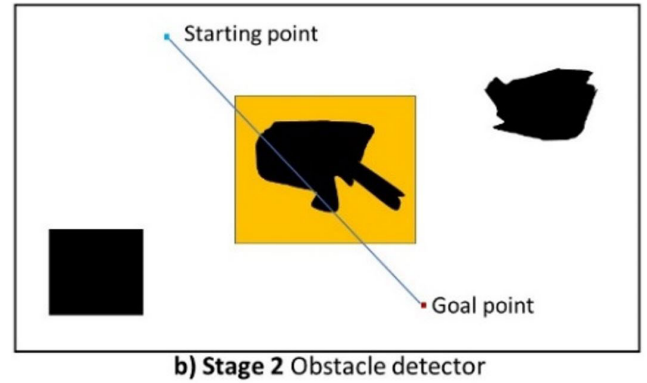 Starting point
Goal point
b) Stage 2 Obstacle detector